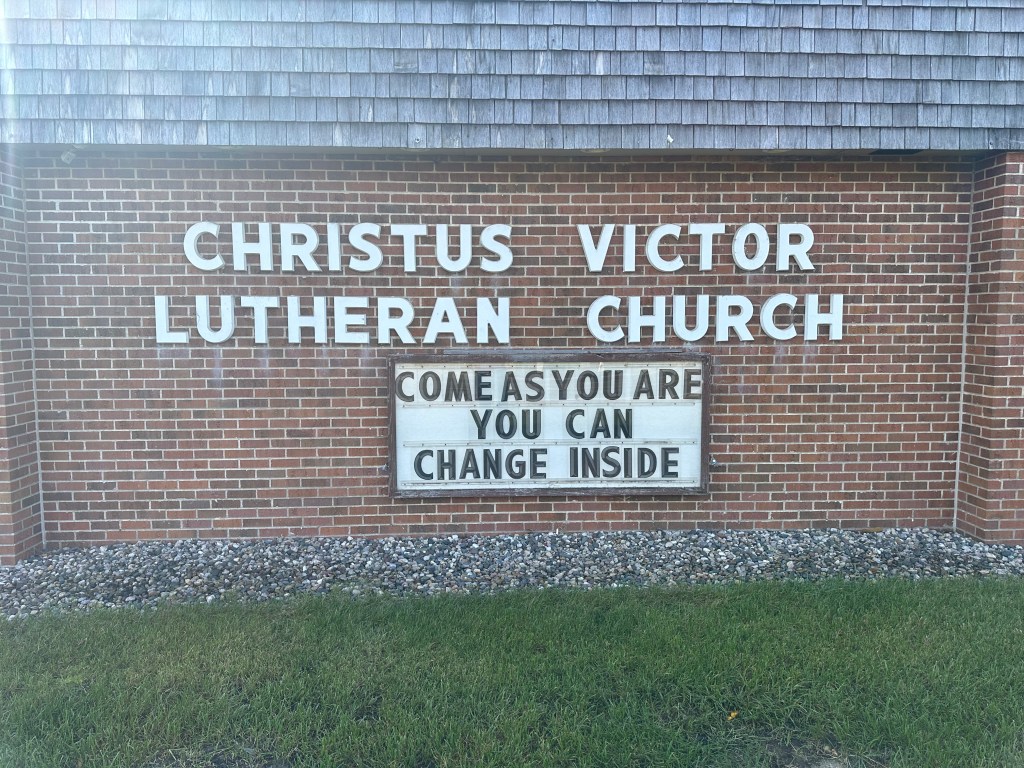 CHRISTUS VICTOR
LUTHERAN CHURCH
COME AS YOU ARE
YOU CAN
CHANGE INSIDE